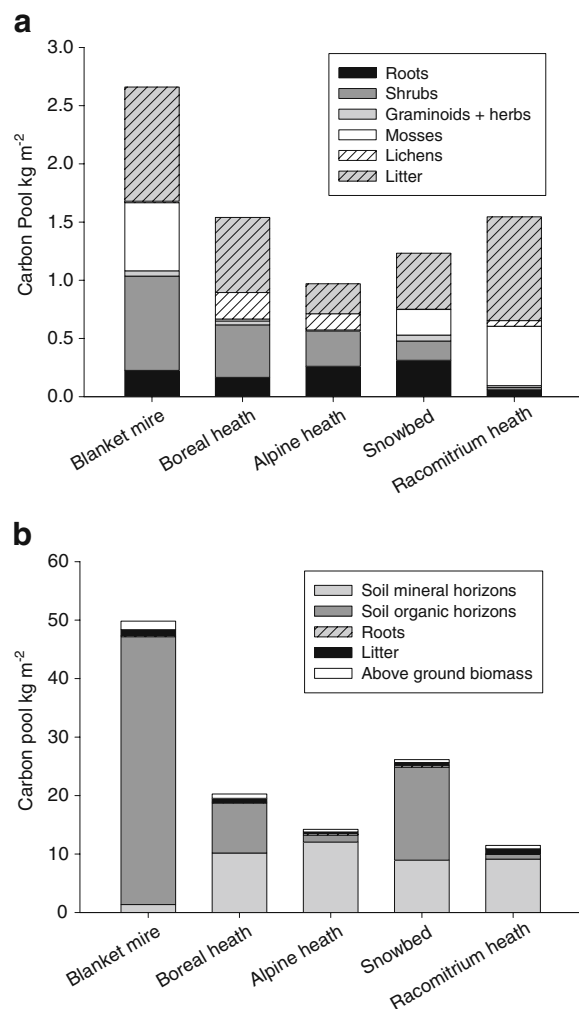 a
Carbon Pool kg m-2
3.0
2.5
2.0
1.5
1.0
0.5
0.0
Roots
Shrubs
Graminoids + herbs
Mosses
Lichens
Litter
Blanket mire
Boreal heath
Alpine heath
Snowbed
Racomitrium heath
b
Carbon pool kg m-2
60
50
40
30
20
10
0
Soil mineral horizons
Soil organic horizons
Roots
Litter
Above ground biomass
Blanket mire
Boreal heath
Alpine heath
Snowbed
Racomitrium heath